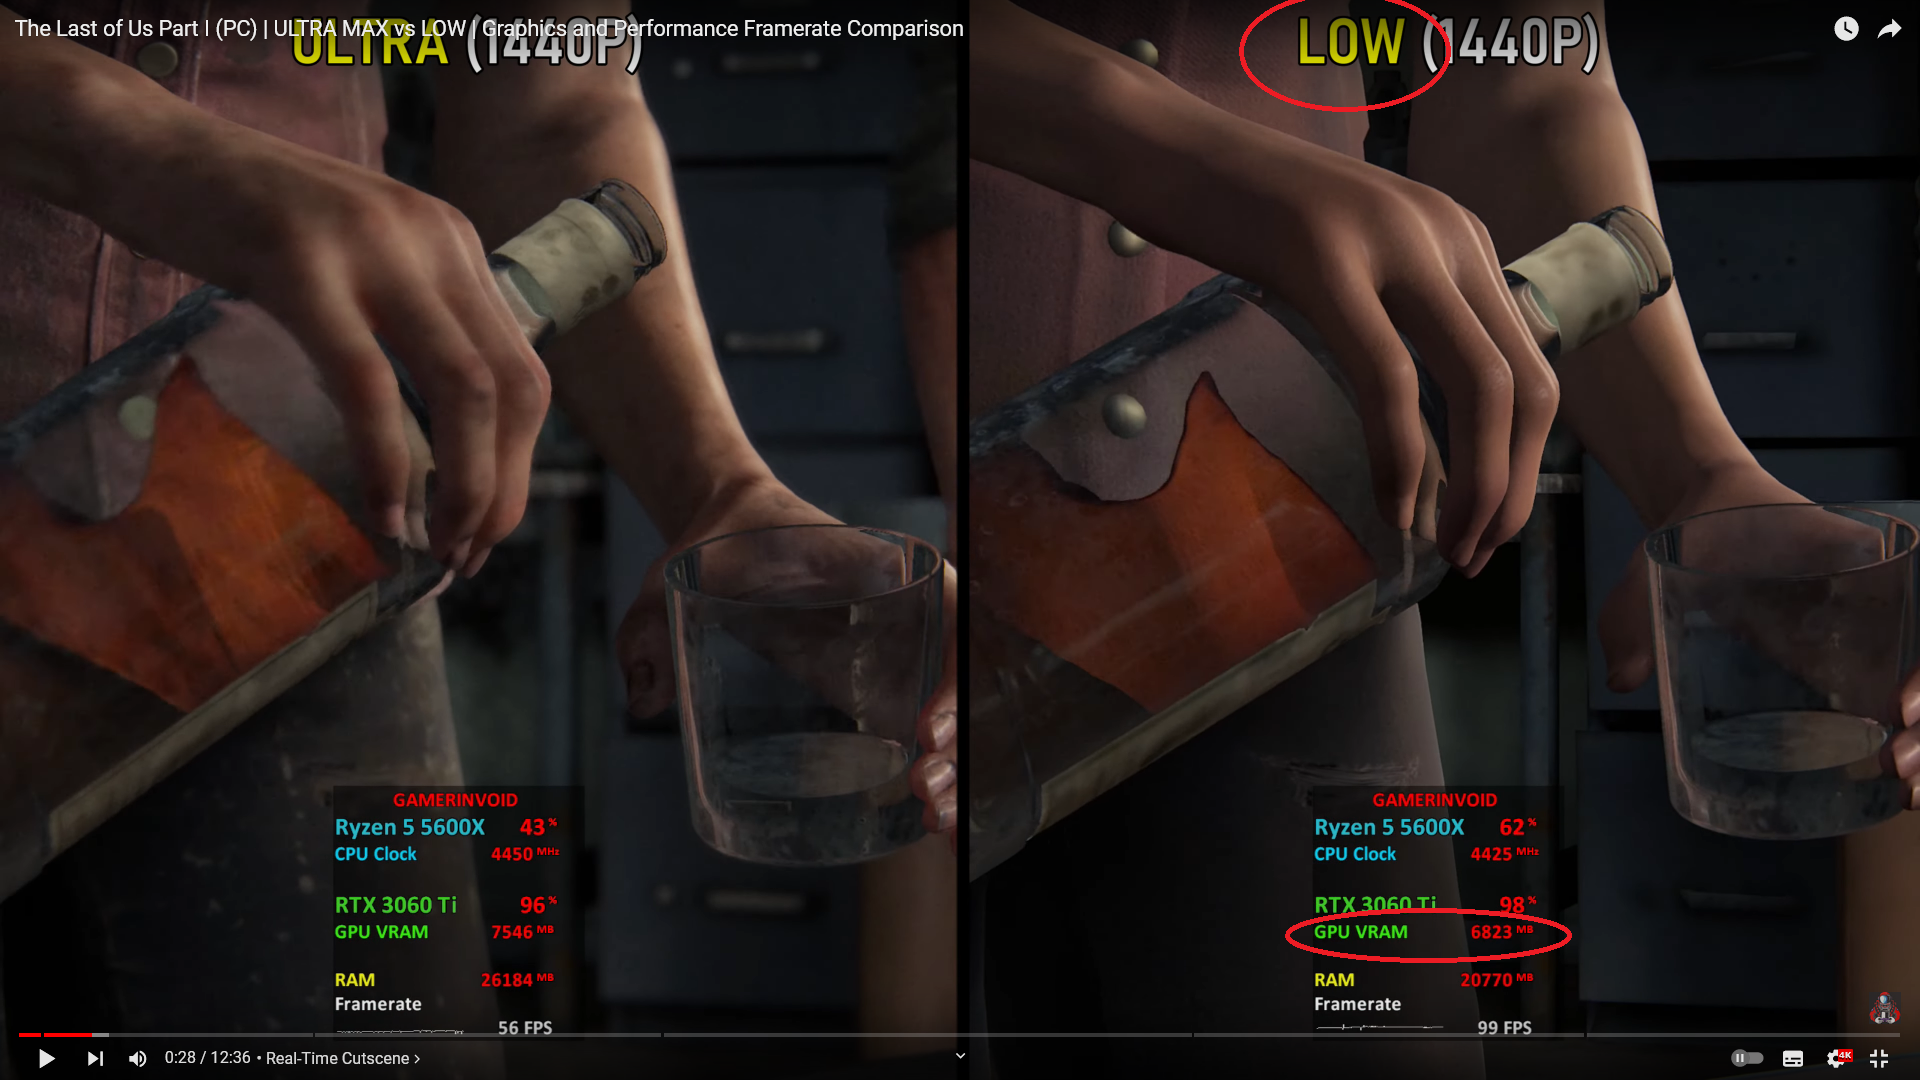 The Last of Us Part I (PC) | ULTRA MAX vs LOW | Graphics and Performance Framerate Comparison
ULTRA (1440P)
LOW (1440P)
GAMERINVOID
Ryzen 5 5600X 43 %
CPU Clock 4450 MHz
RTX 3060 Ti 96 %
GPU VRAM 7546 MB
RAM 26184 MB
Framerate
56 FPS
GAMERINVOID
Ryzen 5 5600X 62 %
CPU Clock 4425 MHz
RTX 3060 Ti 98 %
GPU VRAM 6823 MB
RAM 20770 MB
Framerate
99 FPS
0:28 / 12:36 • Real-Time Cutscene ›
4K